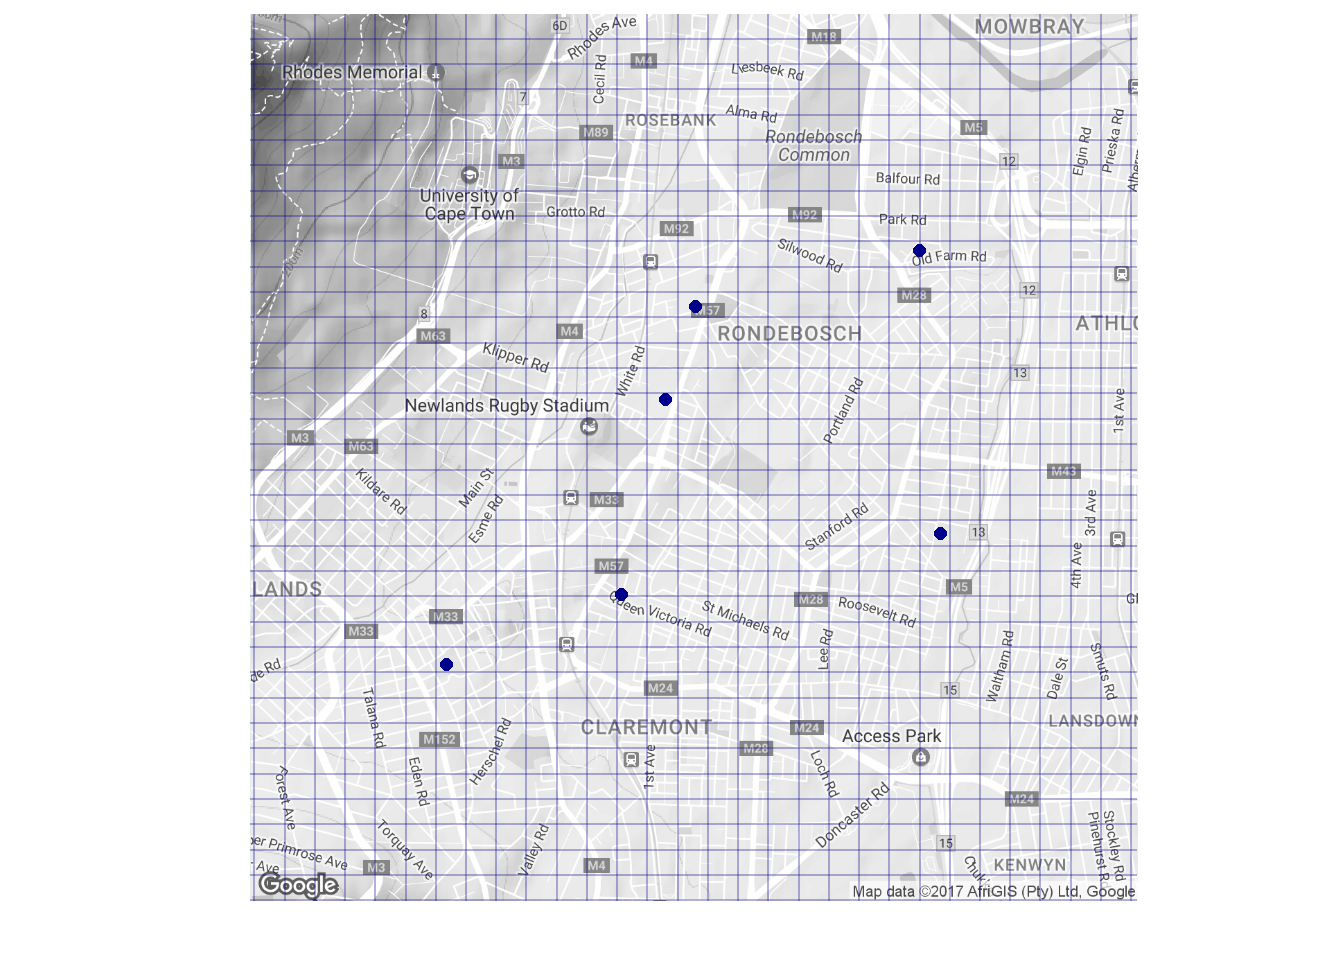 6D
Rhodes Ave
MOWBRAY
M18
M4
Rhodes Memorial
Cecil Rd
Liesbeek Rd
7
Alma Rd
ROSEBANK
M5
M89
Rondebosch
Common
Elgin Rd
Prieska Rd
M3
12
University of
Cape Town
Balfour Rd
Grotto Rd
M92
Park Rd
M92
Silwood Rd
Old Farm Rd
200m
12
M28
8
M57
M63
M4
RONDEBOSCH
ATHLO
Klipper Rd
White Rd
13
Newlands Rugby Stadium
Portland Rd
1st Ave
M3
M63
M43
Kildare Rd
Main St
Esme Rd
M33
Stanford Rd
3rd Ave
13
M57
4th Ave
LANDS
M5
Queen Victoria Rd
St Michaels Rd
M28
Roosevelt Rd
M33
M33
Lee Rd
Waltham Rd
Dale St
Smuts Rd
de Rd
M24
15
Talana Rd
CLAREMONT
M24
LANSDOWN
M152
Herschel Rd
M28
Access Park
1st Ave
Loch Rd
Eden Rd
Forest Ave
Doncaster Rd
M24
Torquay Ave
Valley Rd
15
Pinehurst R
Stockley Rd
er Primrose Ave
Ave
M3
M4
KENWYN
Google
Map data ©2017 AfriGIS (Pty) Ltd, Google